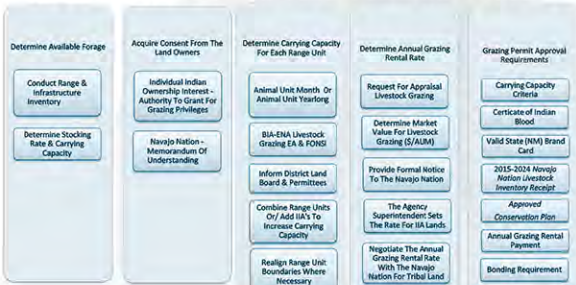 Determine Available Forage
Conduct Range &
Infrastructure
Inventory
Determine Stocking
Rate & Carrying
Capacity
Acquire Consent From The
Land Owners
Individual Indian
Ownership Interest -
Authority To Grant For
Grazing Privileges
Navajo Nation -
Memorandum Of
Understanding
Determine Carrying Capacity
For Each Range Unit
Animal Unit Month Or
Animal Unit Yearlong
BIA-ENA Livestock
Grazing EA & FONSI
Inform District Land
Board & Permittees
Combine Range Units
Or/ Add IIA's To
Increase Carrying
Capacity
Realign Range Unit
Boundaries Where
Necessary
Determine Annual Grazing
Rental Rate
Request For Appraisal
Livestock Grazing
Determine Market
Value For Livestock
Grazing ($/AUM)
Provide Formal Notice
To The Navajo Nation
The Agency
Superintendent Sets
The Rate For IIA Lands
Negotiate The Annual
Grazing Rental Rate
With The Navajo
Nation For Tribal Land
Grazing Permit Approval
Requirements
Carrying Capacity
Criteria
Certicate of Indian
Blood
Valid State (NM) Brand
Card
2015-2024 Navajo
Nation Livestock
Inventory Receipt
Approved
Conservation Plan
Annual Grazing Rental
Payment
Bonding Requirement